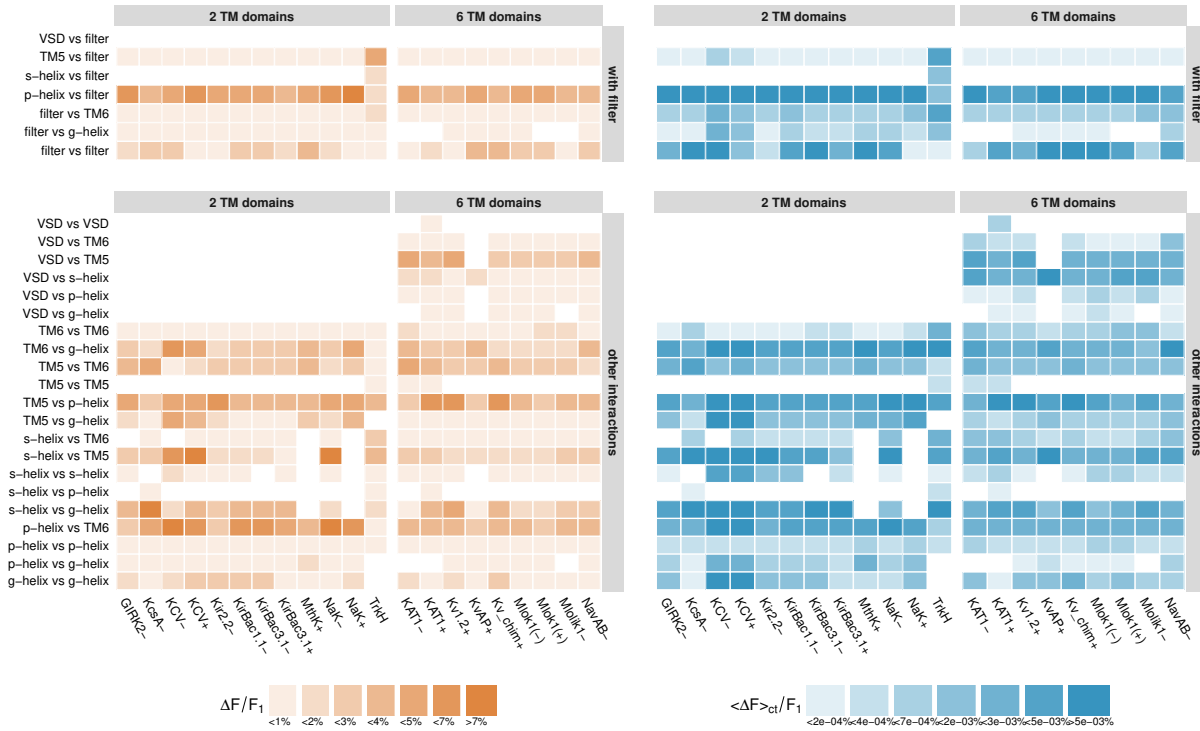 2 TM domains
6 TM domains
2 TM domains
6 TM domains
VSD vs filter
TM5 vs filter
s−helix vs filter
p−helix vs filter
filter vs TM6
filter vs g−helix
filter vs filter
with filter
with filter
2 TM domains
6 TM domains
2 TM domains
6 TM domains
VSD vs VSD
VSD vs TM6
VSD vs TM5
VSD vs s−helix
VSD vs p−helix
VSD vs g−helix
TM6 vs TM6
TM6 vs g−helix
TM5 vs TM6
TM5 vs TM5
TM5 vs p−helix
TM5 vs g−helix
s−helix vs TM6
s−helix vs TM5
s−helix vs s−helix
s−helix vs p−helix
s−helix vs g−helix
p−helix vs TM6
p−helix vs p−helix
p−helix vs g−helix
g−helix vs g−helix
other interactions
other interactions
GIRK2−
KcsA−
KCV−
KCV+
Kir2.2−
KirBac1.1−
KirBac3.1−
KirBac3.1+
MthK+
NaK−
NaK+
TrkH
KAT1−
KAT1+
Kv1.2+
KvAP+
Kv_chim+
Mlok1(−)
Mlok1(+)
Molik1−
NavAB−
GIRK2−
KcsA−
KCV−
KCV+
Kir2.2−
KirBac1.1−
KirBac3.1−
KirBac3.1+
MthK+
NaK−
NaK+
TrkH
KAT1−
KAT1+
Kv1.2+
KvAP+
Kv_chim+
Mlok1(−)
Mlok1(+)
Molik1−
NavAB−
ΔF/F1
<1% <2% <3% <4% <5% <7% >7%
<ΔF>ct/F1
<2e−04% <4e−04% <7e−04% <2e−03% <3e−03% <5e−03% >5e−03%